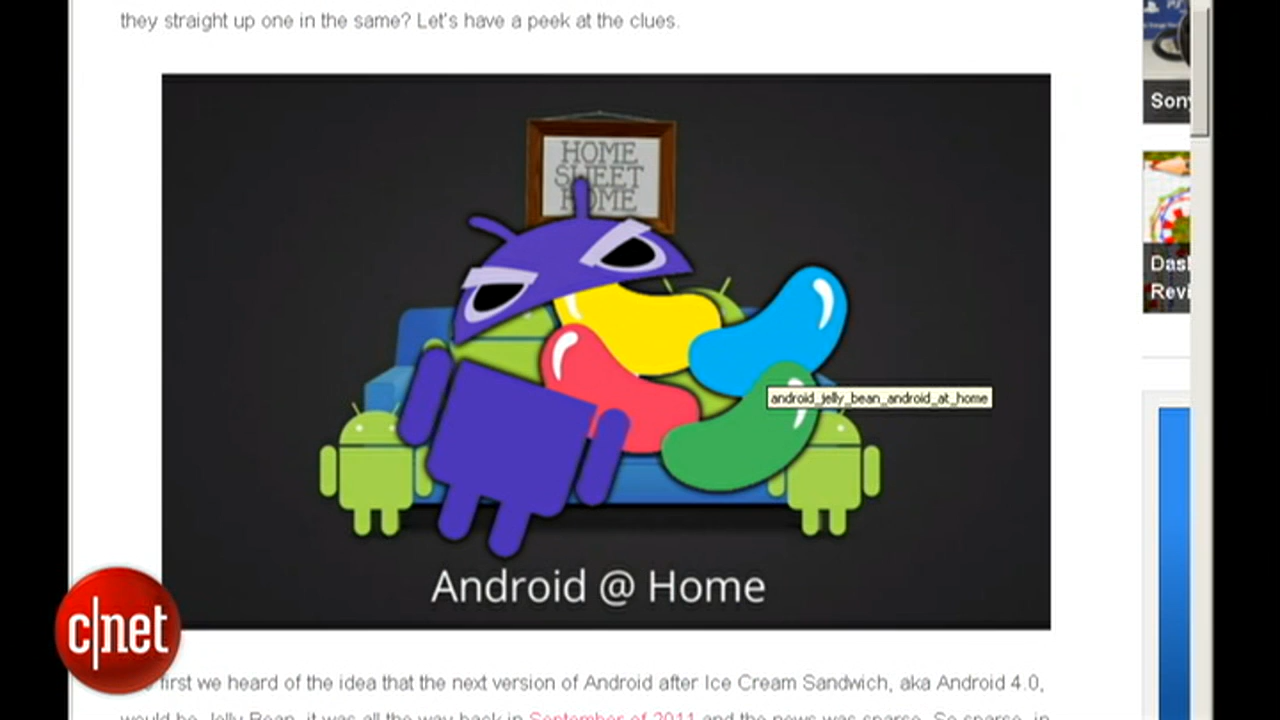 they straight up one in the same? Let's have a peek at the clues.
HOME
SWEET
HOME
Sony
Dash
Revi
android_jelly_bean_android_at_home
Android @ Home
c|net
first we heard of the idea that the next version of Android after Ice Cream Sandwich, aka Android 4.0,
would be Jelly Bean, it was all the way back in September of 2011 and the news was sparse. So sparse, in